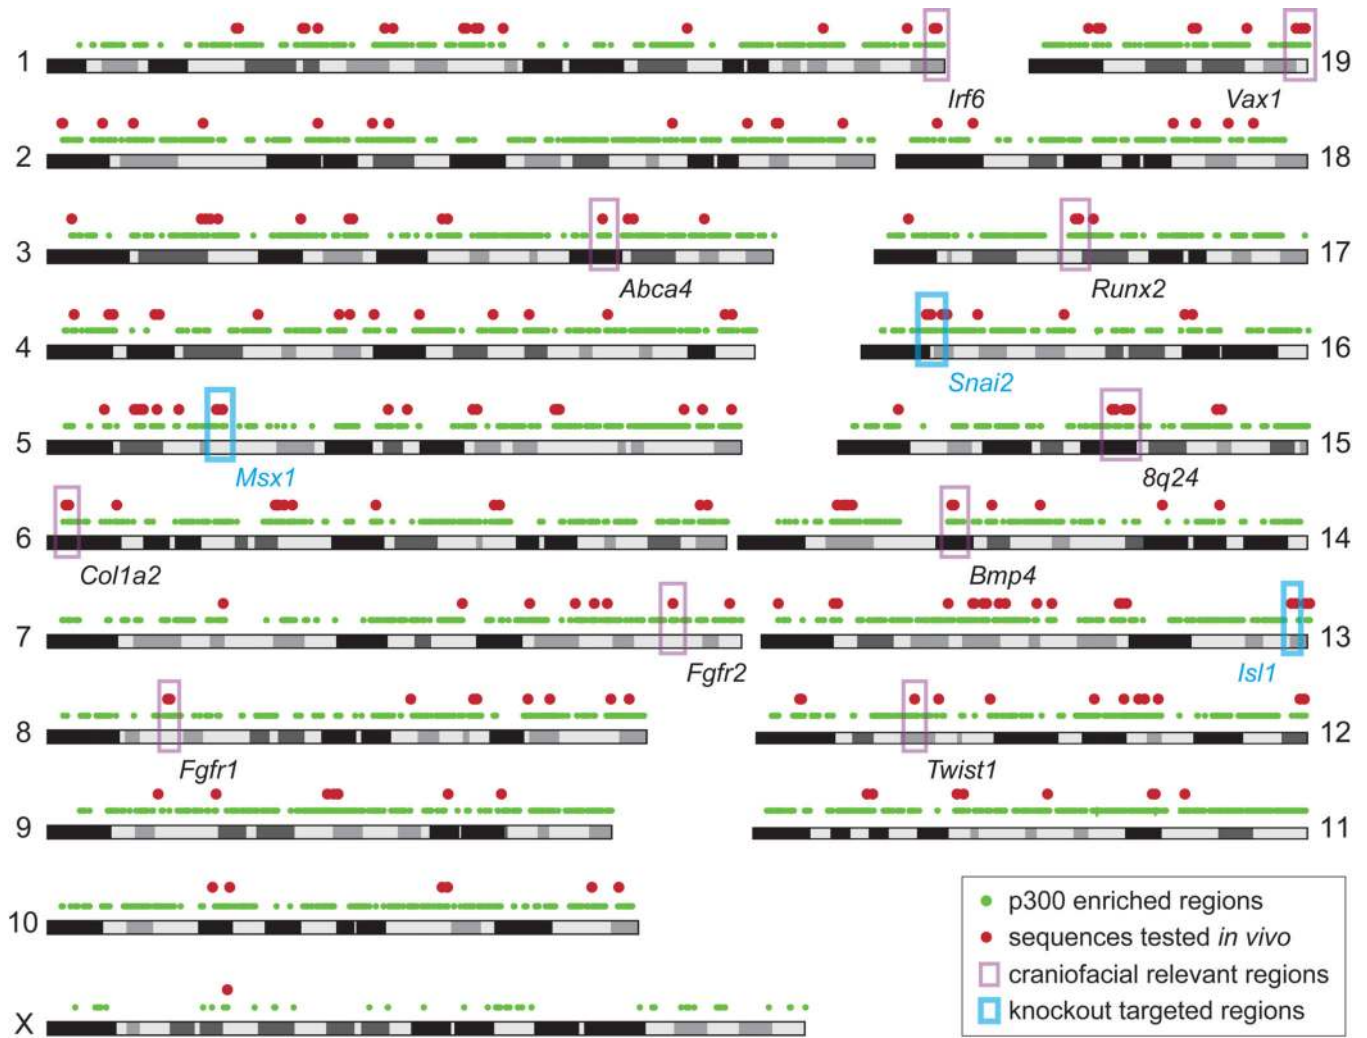 1
19
Irf6
Vax1
2
18
3
17
Abca4
Runx2
4
16
Snai2
5
15
Msx1
8q24
6
14
Col1a2
Bmp4
7
13
Fgfr2
Isl1
8
12
Fgfr1
Twist1
9
11
10
X
p300 enriched regions
sequences tested in vivo
craniofacial relevant regions
knockout targeted regions